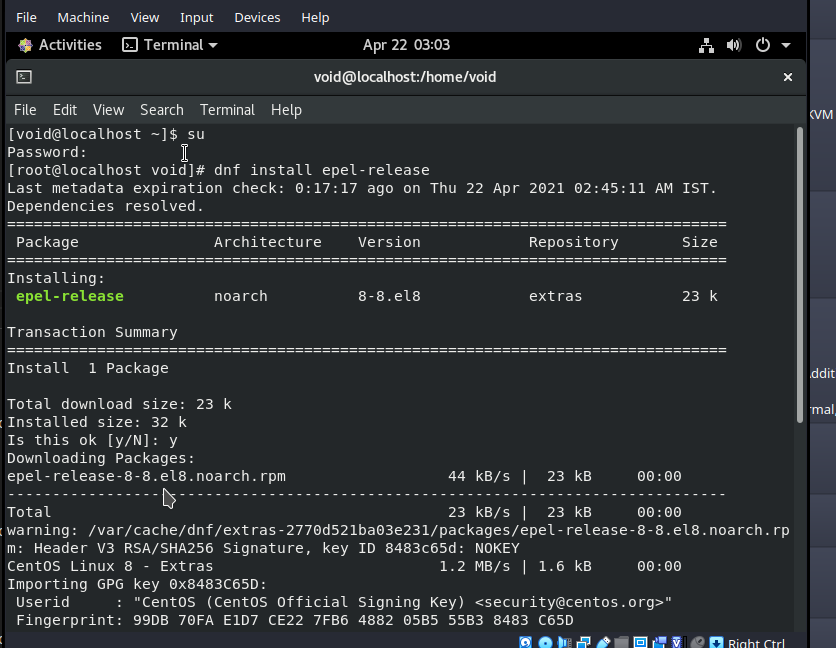 File Machine View Input Devices Help
Activities Terminal Apr 22 03:03
void@localhost:/home/void
File Edit View Search Terminal Help
[void@localhost ~]$ su
Password:
[root@localhost void]# dnf install epel-release
Last metadata expiration check: 0:17:17 ago on Thu 22 Apr 2021 02:45:11 AM IST.
Dependencies resolved.
================================================================================
Package Architecture Version Repository Size
================================================================================
Installing:
epel-release noarch 8-8.el8 extras 23 k
Transaction Summary
================================================================================
Install 1 Package
Total download size: 23 k
Installed size: 32 k
Is this ok [y/N]: y
Downloading Packages:
epel-release-8-8.el8.noarch.rpm 44 kB/s | 23 kB 00:00
--------------------------------------------------------------------------------
Total 23 kB/s | 23 kB 00:00
warning: /var/cache/dnf/extras-2770d521ba03e231/packages/epel-release-8-8.el8.noarch.rp
m: Header V3 RSA/SHA256 Signature, key ID 8483c65d: NOKEY
CentOS Linux 8 - Extras 1.2 MB/s | 1.6 kB 00:00
Importing GPG key 0x8483C65D:
Userid : "CentOS (CentOS Official Signing Key) <security@centos.org>"
Fingerprint: 99DB 70FA E1D7 CE22 7FB6 4882 05B5 55B3 8483 C65D
Right Ctrl